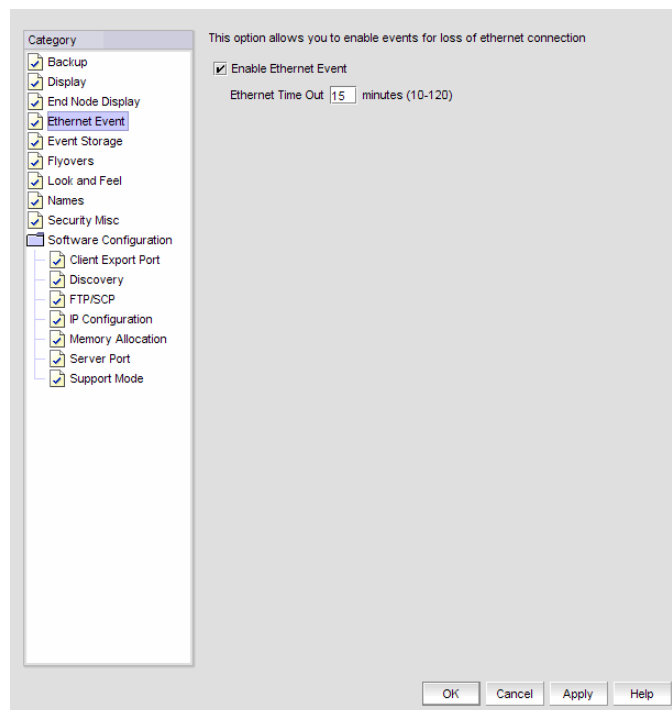 Category
Backup
Display
End Node Display
Ethernet Event
Event Storage
Flyovers
Look and Feel
Names
Security Misc
Software Configuration
Client Export Port
Discovery
FTP/SCP
IP Configuration
Memory Allocation
Server Port
Support Mode
This option allows you to enable events for loss of ethernet connection
Enable Ethernet Event
Ethernet Time Out 15 minutes (10-120)
OK Cancel Apply Help